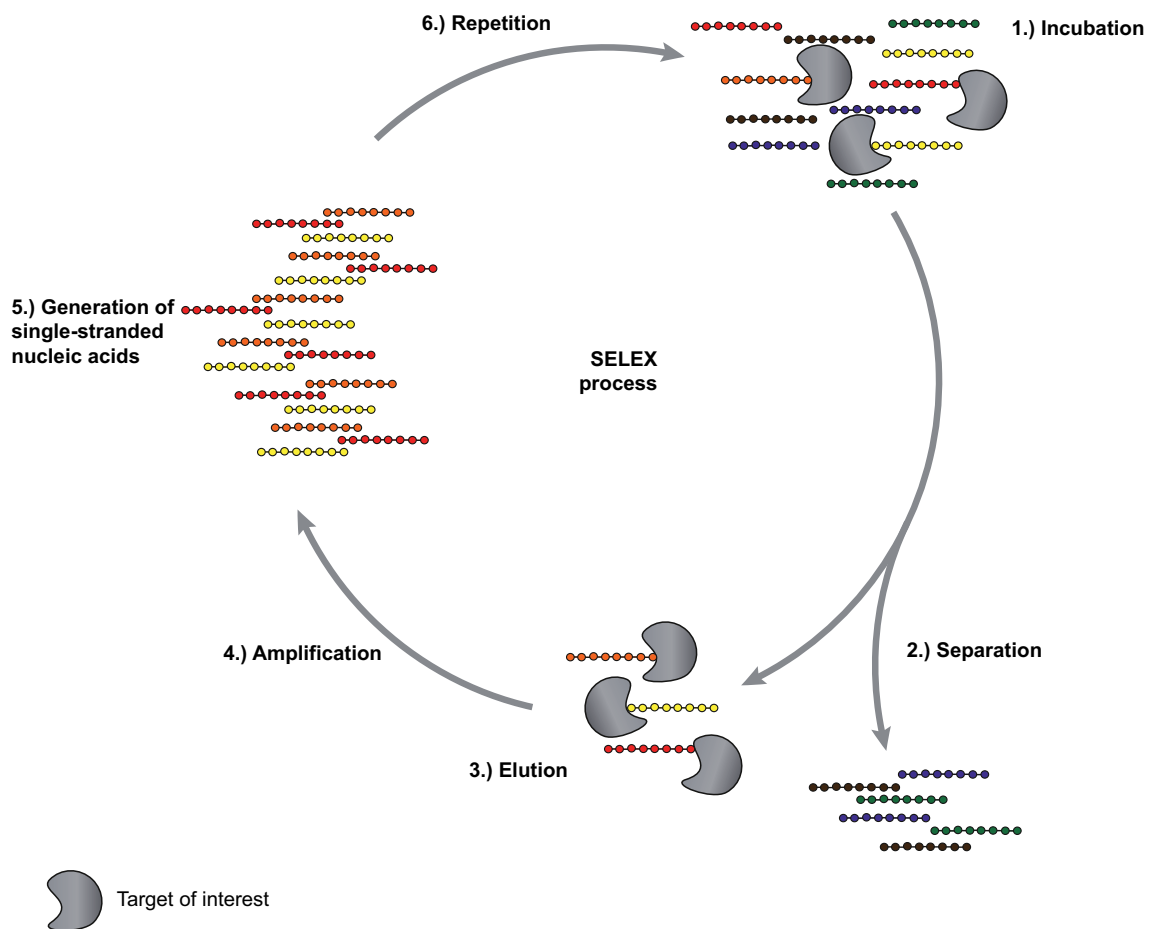 6.) Repetition
1.) Incubation
5.) Generation of
single-stranded
nucleic acids
SELEX
process
4.) Amplification
2.) Separation
3.) Elution
Target of interest